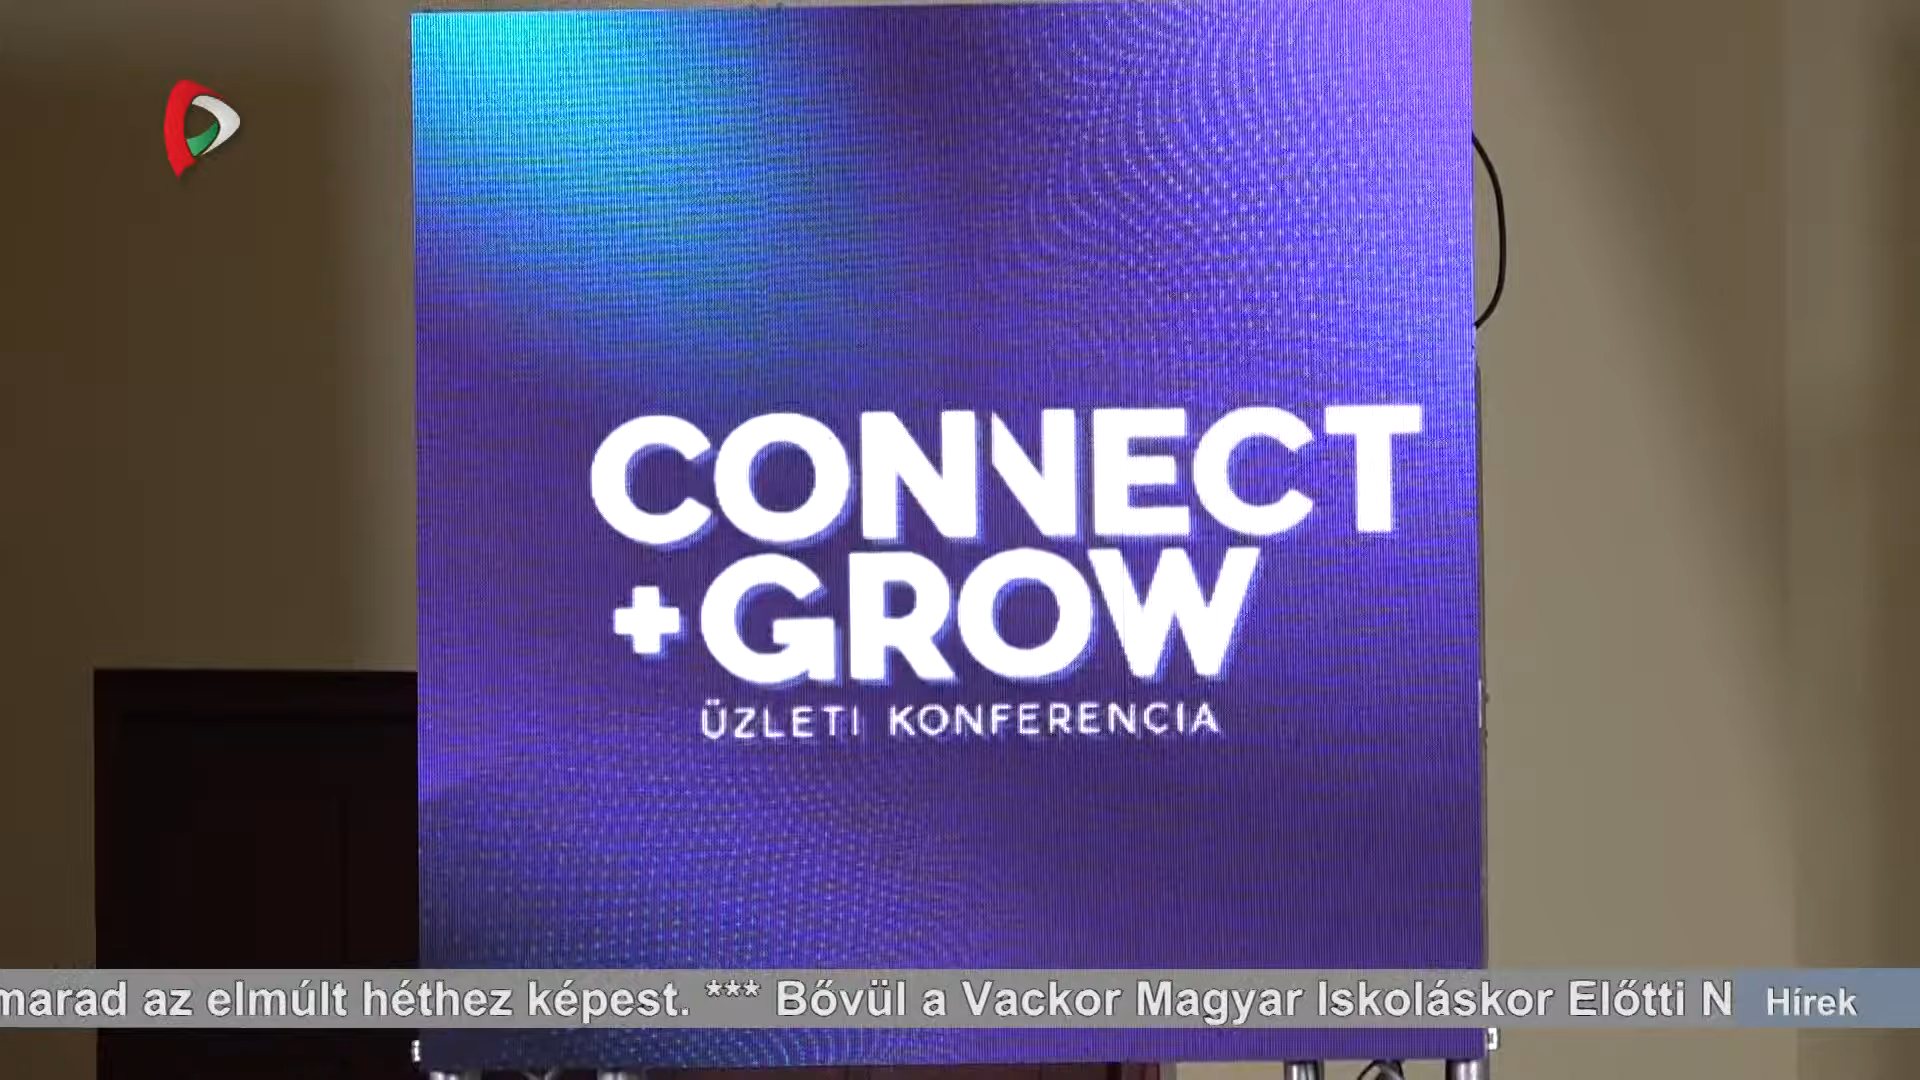 CONNECT
+GROW
ÜZLETI KONFERENCIA
marad az elmúlt héthez képest. *** Bővül a Vackor Magyar Iskoláskor Előtti N
Hírek